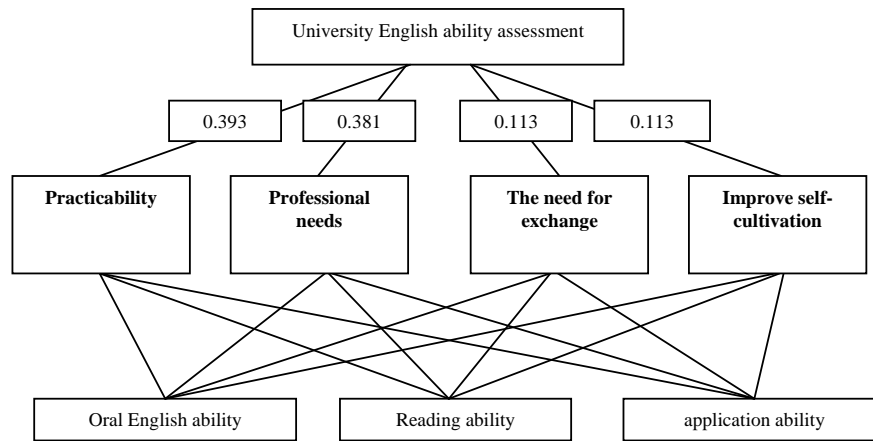 University English ability assessment
0.393
0.381
0.113
0.113
Practicability
Professional
needs
The need for
exchange
Improve self-
cultivation
Oral English ability
Reading ability
application ability